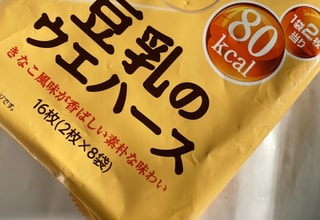 豆乳の
ウエハース
きなこ風味が香ばしい素朴な味わい
16枚(2枚×8袋)
1袋2枚
当り
80
kcal
です。